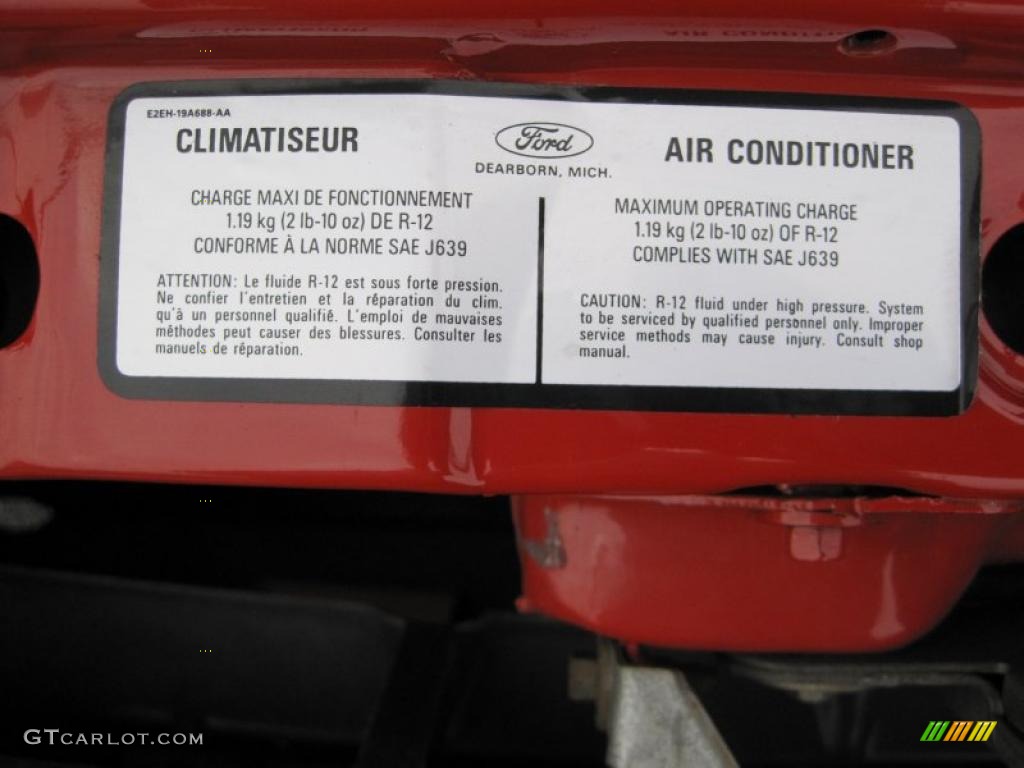 E2EH-19A688-AA
CLIMATISEUR
CHARGE MAXI DE FONCTIONNEMENT
1.19 kg (2 lb-10 oz) DE R-12
CONFORME À LA NORME SAE J639
ATTENTION: Le fluide R-12 est sous forte pression.
Ne confier l'entretien et la réparation du clim.
qu'à un personnel qualifié. L'emploi de mauvaises
méthodes peut causer des blessures. Consulter les
manuels de réparation.
Ford
DEARBORN, MICH.
AIR CONDITIONER
MAXIMUM OPERATING CHARGE
1.19 kg (2 lb-10 oz) OF R-12
COMPLIES WITH SAE J639
CAUTION: R-12 fluid under high pressure. System
to be serviced by qualified personnel only. Improper
service methods may cause injury. Consult shop
manual.
GTCARLOT.COM